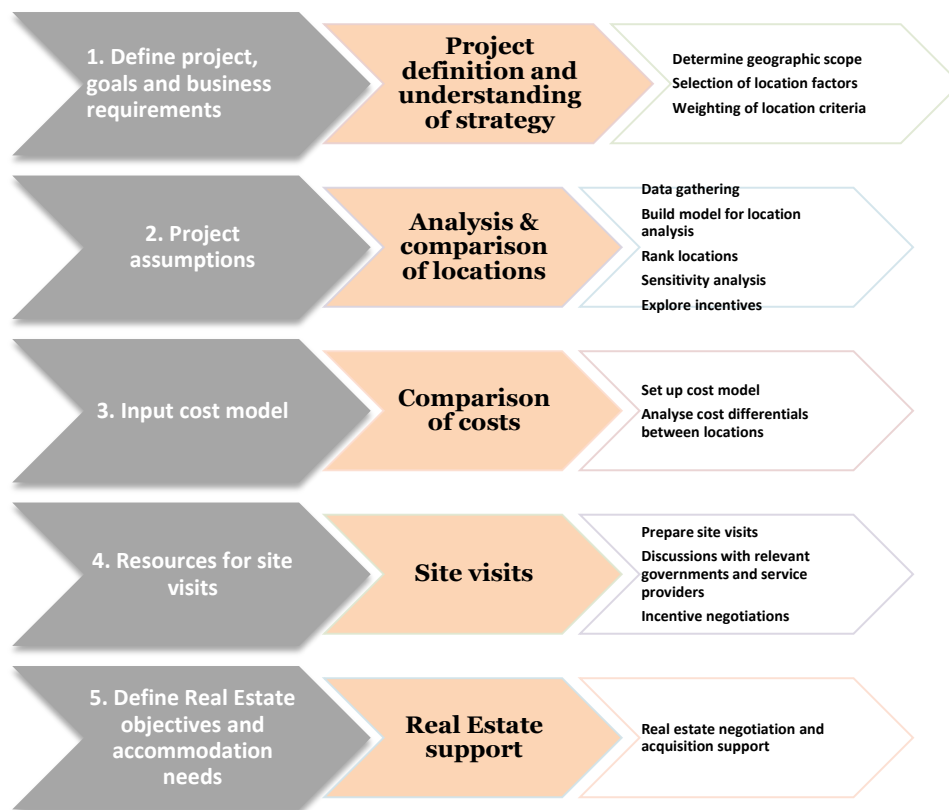 1. Define project,
goals and business
requirements
Project
definition and
understanding
of strategy
Determine geographic scope
Selection of location factors
Weighting of location criteria
2. Project
assumptions
Analysis &
comparison
of locations
Data gathering
Build model for location
analysis
Rank locations
Sensitivity analysis
Explore incentives
3. Input cost model
Comparison
of costs
Set up cost model
Analyse cost differentials
between locations
4. Resources for site
visits
Site visits
Prepare site visits
Discussions with relevant
governments and service
providers
Incentive negotiations
5. Define Real Estate
objectives and
accommodation
needs
Real Estate
support
Real estate negotiation and
acquisition support